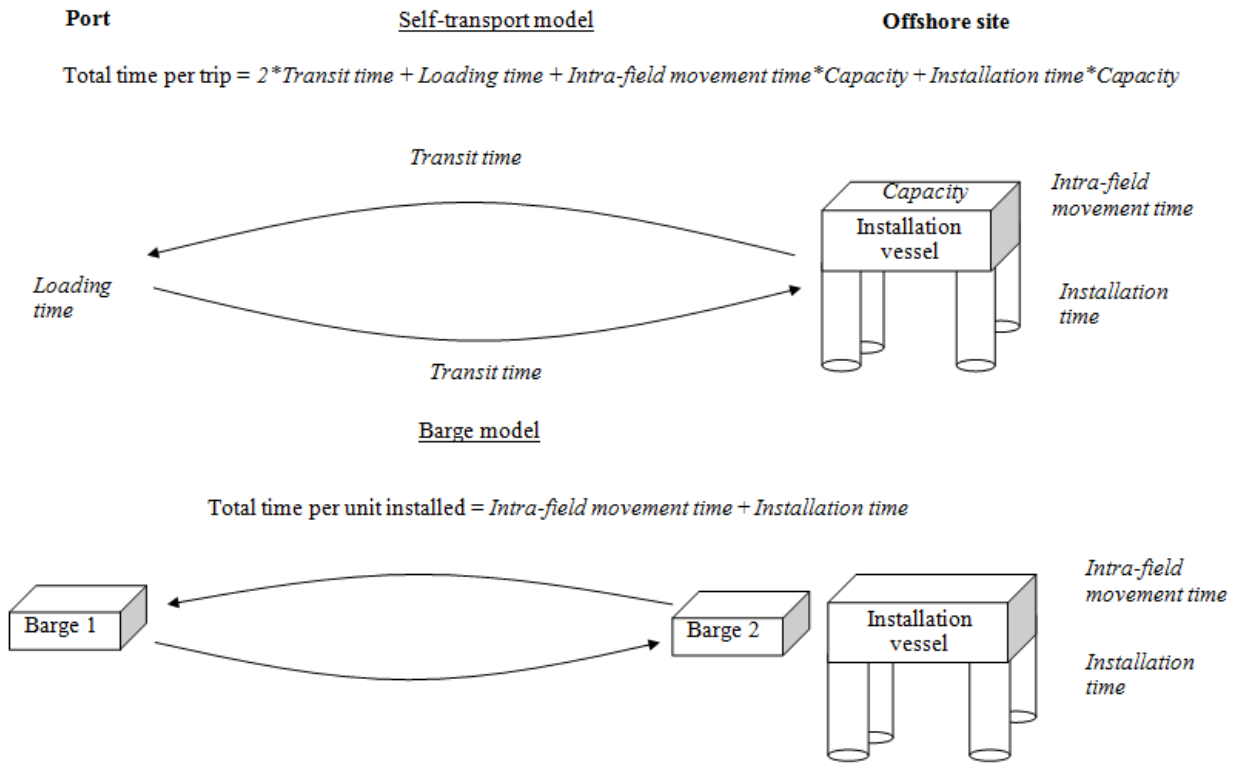 Port
Self-transport model
Offshore site
Total time per trip = 2*Transit time + Loading time + Intra-field movement time*Capacity + Installation time*Capacity
Transit time
Capacity
Intra-field
movement time
Installation
vessel
Loading
time
Installation
time
Transit time
Barge model
Total time per unit installed = Intra-field movement time + Installation time
Intra-field
movement time
Barge 1
Barge 2
Installation
vessel
Installation
time